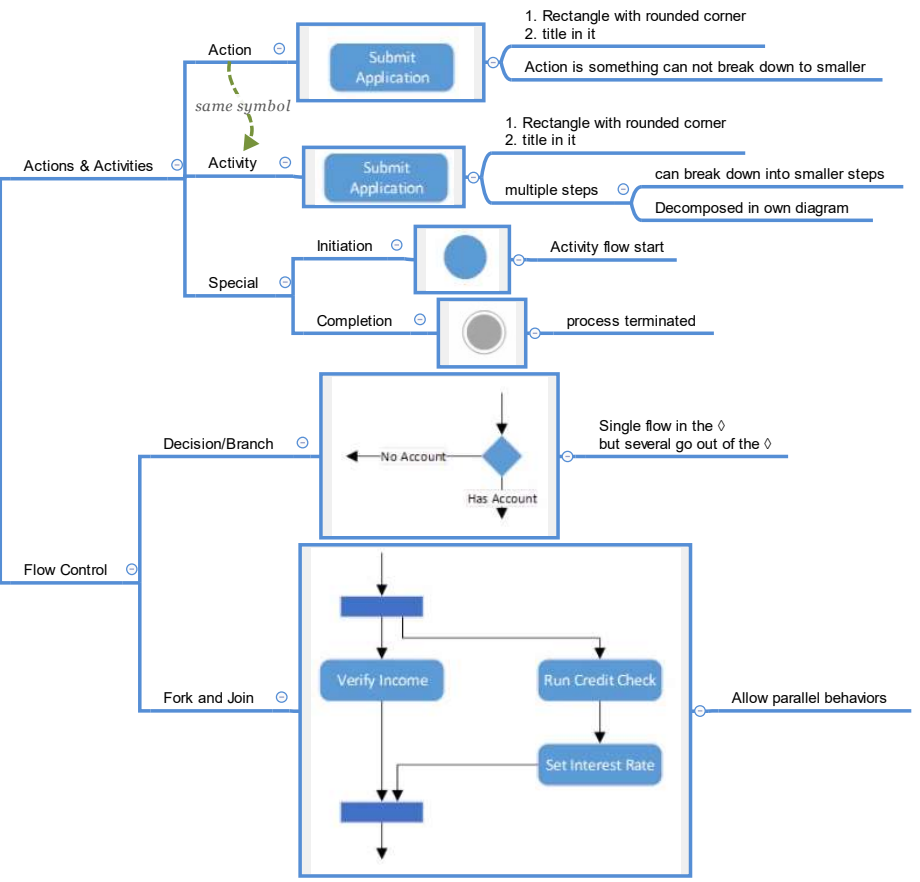 Actions & Activities
Action
Submit
Application
1. Rectangle with rounded corner
2. title in it
Action is something can not break down to smaller
same symbol
Activity
Submit
Application
1. Rectangle with rounded corner
2. title in it
multiple steps
can break down into smaller steps
Decomposed in own diagram
Special
Initiation
Activity flow start
Completion
process terminated
Flow Control
Decision/Branch
No Account
Has Account
Single flow in the ◊
but several go out of the ◊
Fork and Join
Verify Income
Run Credit Check
Set Interest Rate
Allow parallel behaviors